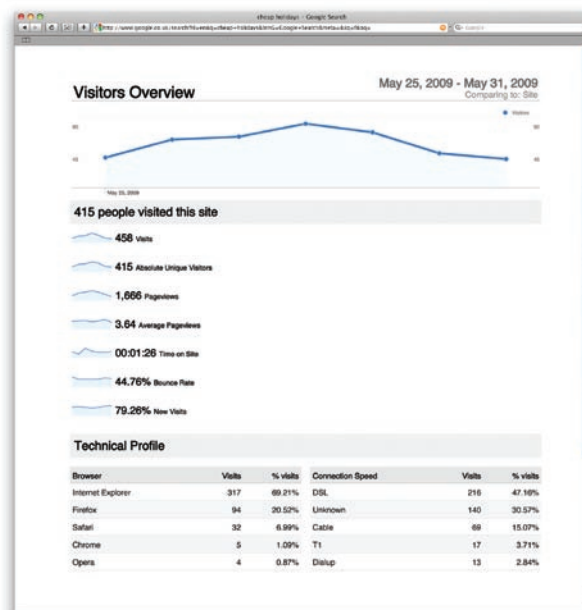 cheap holidays - Google Search
Visitors Overview
May 25, 2009 - May 31, 2009
Comparing to: Site
Visitors
May 25, 2009
415 people visited this site
458 Visits
415 Absolute Unique Visitors
1,666 Pageviews
3.64 Average Pageviews
00:01:26 Time on Site
44.76% Bounce Rate
79.26% New Visits
Technical Profile
Browser Visits % visits Connection Speed Visits % visits
Internet Explorer 317 69.21% DSL 216 47.16%
Firefox 94 20.52% Unknown 140 30.57%
Safari 32 6.99% Cable 69 15.07%
Chrome 5 1.09% T1 17 3.71%
Opera 4 0.87% Dialup 13 2.84%